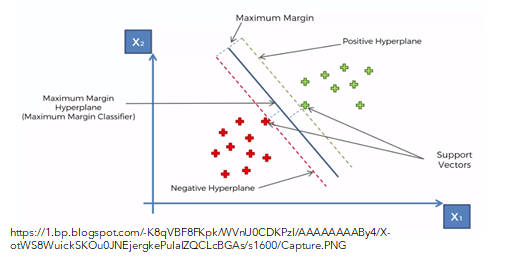 Maximum Margin
X₂
Positive Hyperplane
Maximum Margin
Hyperplane
(Maximum Margin Classifier)
Support
Vectors
Negative Hyperplane
X₁
https://1.bp.blogspot.com/-K8qVBF8FKpk/WVnU0CDKPzI/AAAAAAAABy4/X-
otWS8WuickSKOu0JNEjergkePulaIZQCLcBGAs/s1600/Capture.PNG